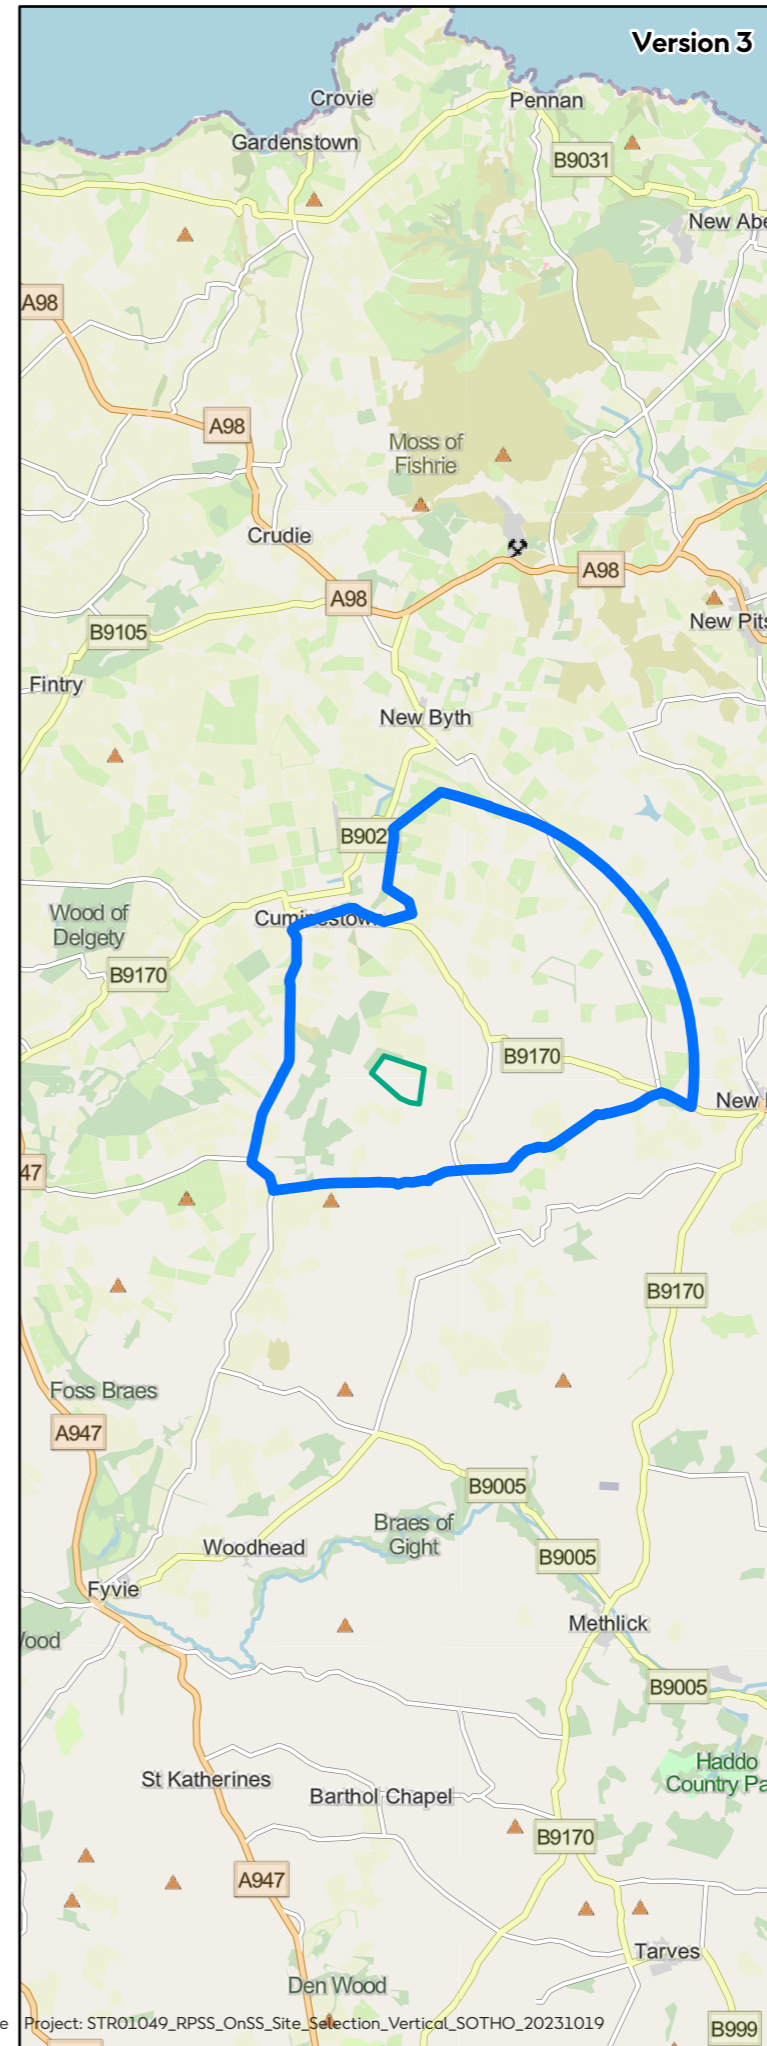 Version 3
Crovie
Pennan
Gardenstown
B9031
New Abe
A98
A98
Moss of
Fishrie
Crudie
A98
A98
B9105
New Pits
Fintry
New Byth
B902
Cuminestown
Wood of
Delgety
B9170
B9170
New
47
B9170
Foss Braes
A947
B9005
Braes of
Gight
Woodhead
B9005
Fyvie
Methlick
ood
B9005
St Katherines
Haddo
Country Pa
Barthol Chapel
B9170
A947
Tarves
Den Wood
e Project: STR01049_RPSS_OnSS_Site_Selection_Vertical_SOTHO_20231019
B999